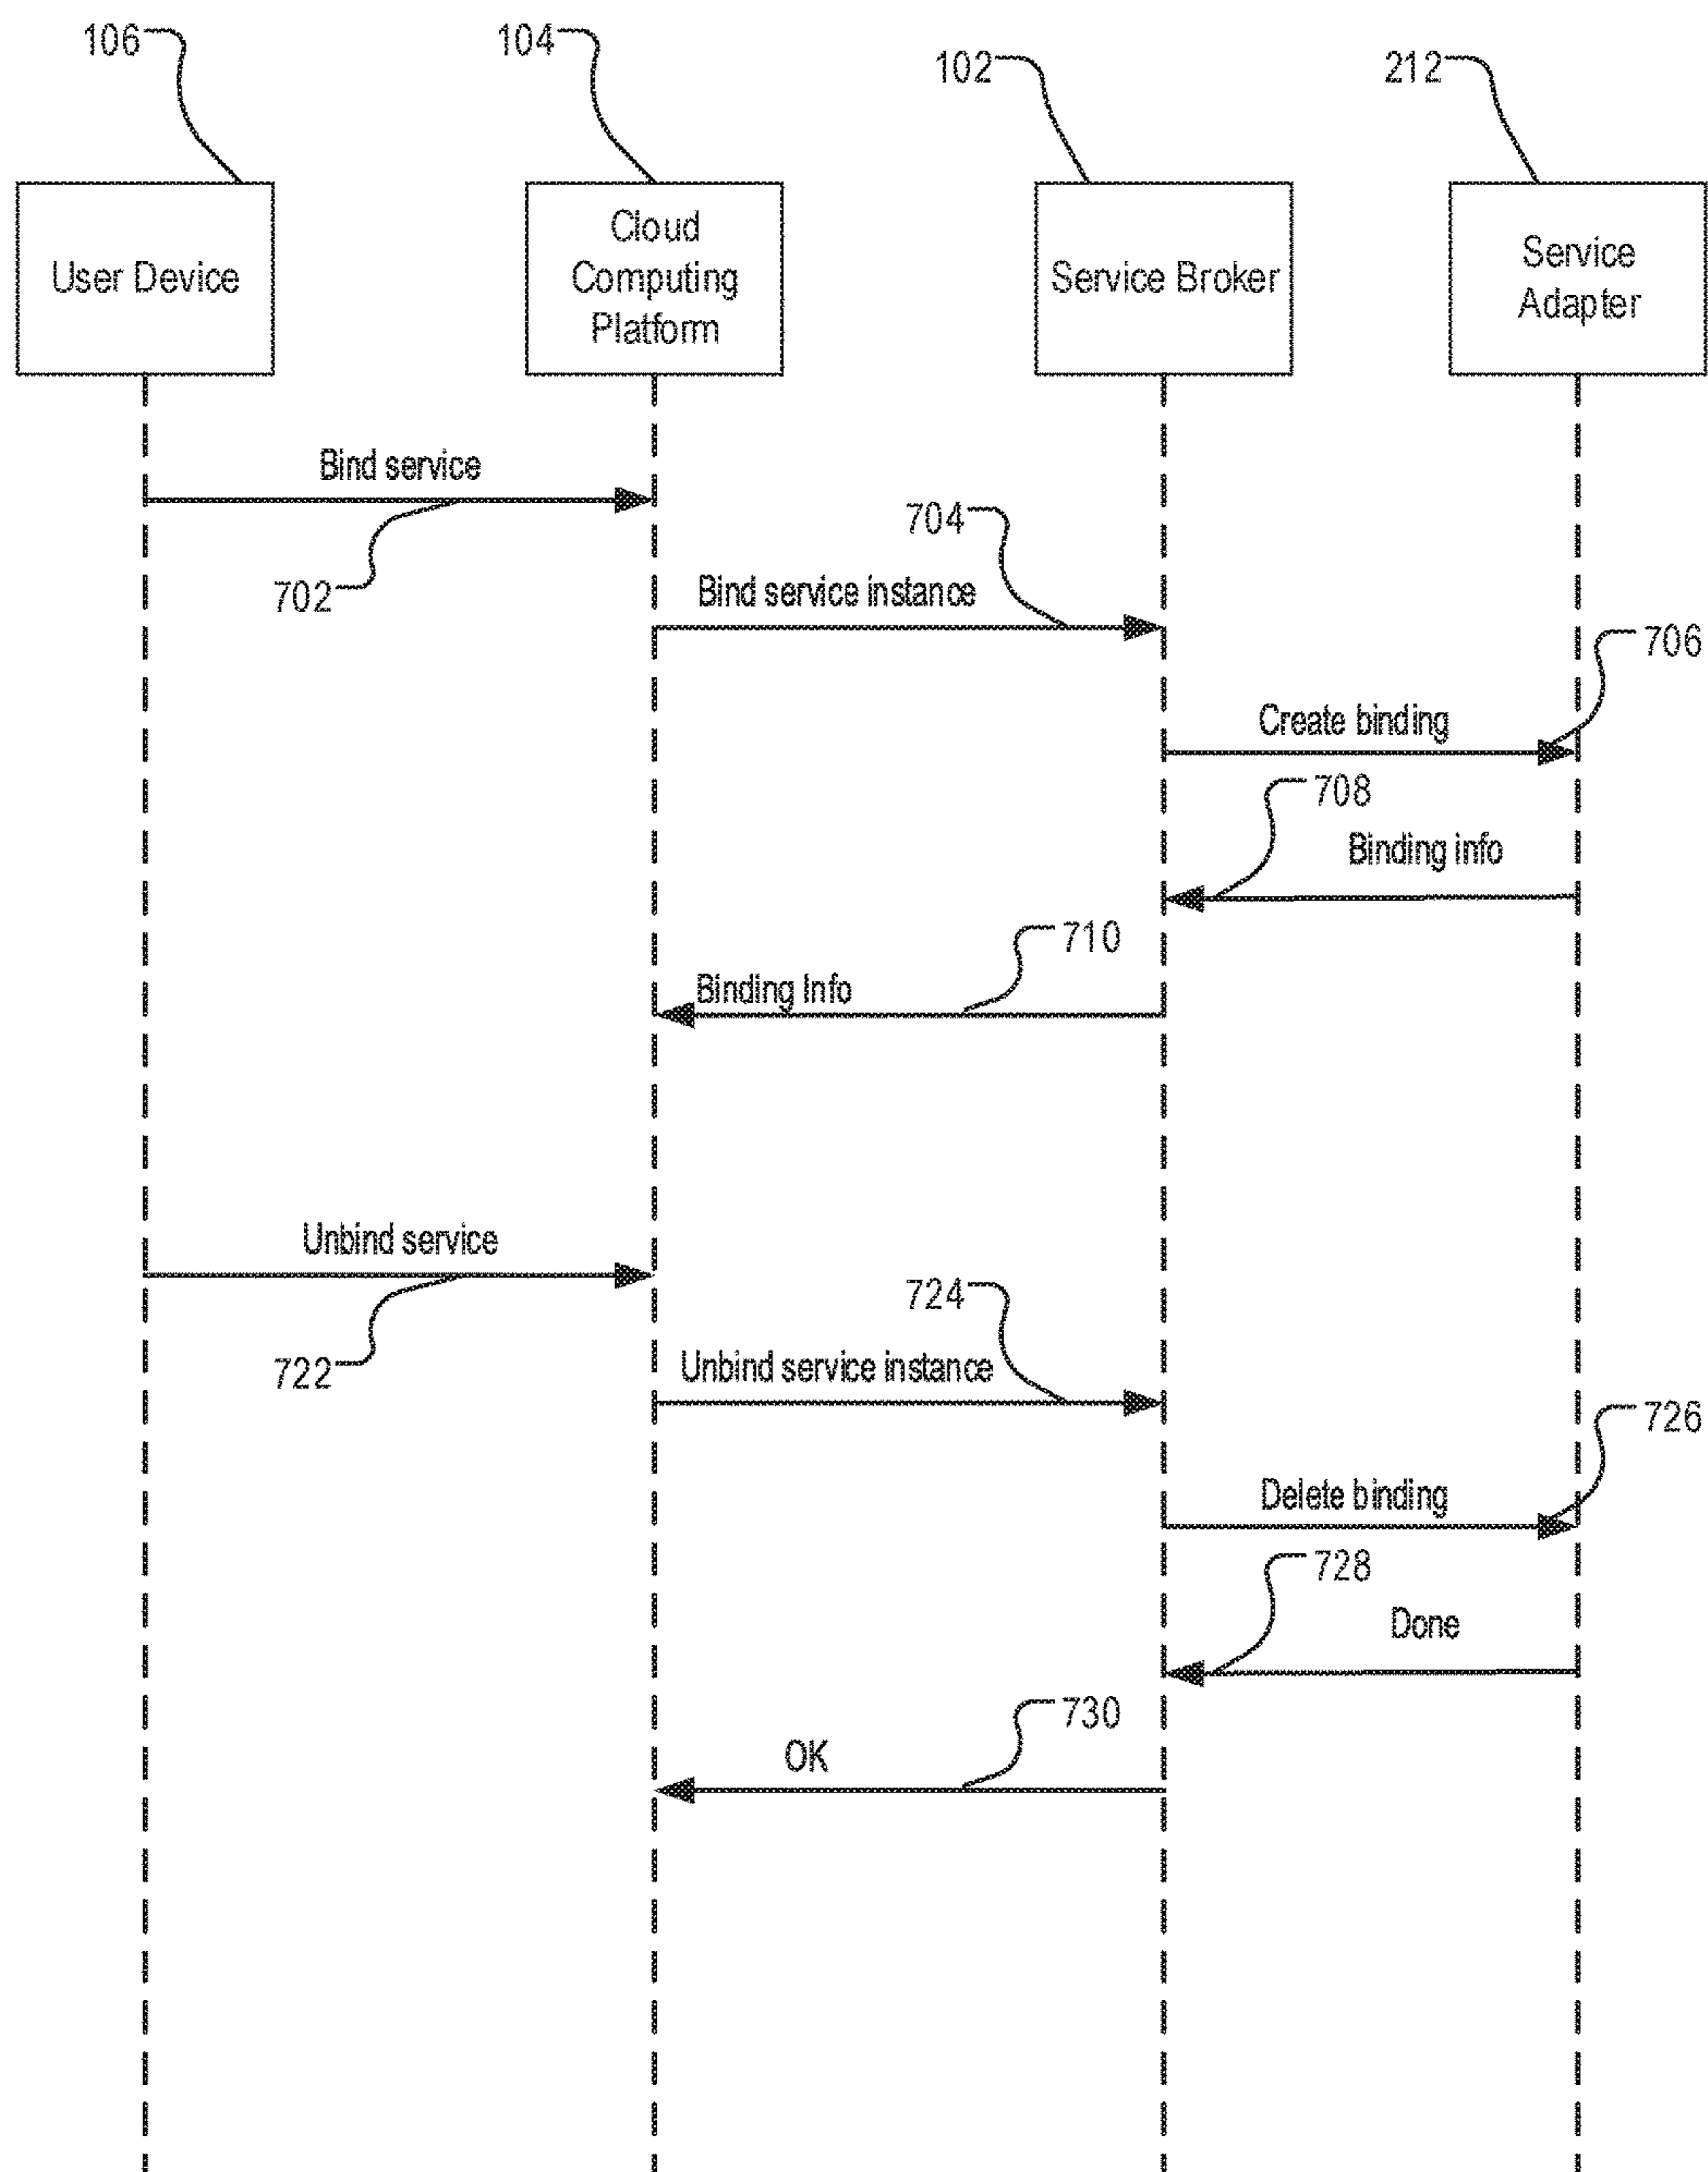 106
104
102
212
User Device
Cloud
Computing
Platform
Service Broker
Service
Adapter
Bind service
702
704
Bind service instance
706
Create binding
708
Binding info
710
Binding Info
Unbind service
722
724
Unbind service instance
726
Delete binding
728
Done
730
OK